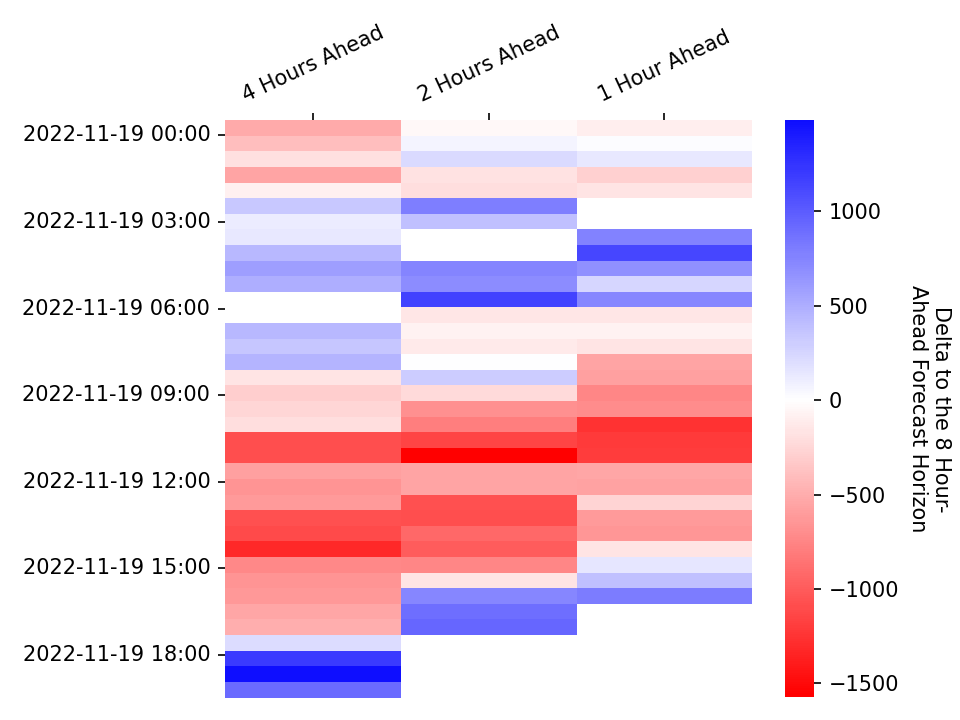 4 Hours Ahead
2 Hours Ahead
1 Hour Ahead
2022-11-19 00:00
2022-11-19 03:00
2022-11-19 06:00
2022-11-19 09:00
2022-11-19 12:00
2022-11-19 15:00
2022-11-19 18:00
1000
500
0
−500
−1000
−1500
Delta to the 8 Hour-
Ahead Forecast Horizon